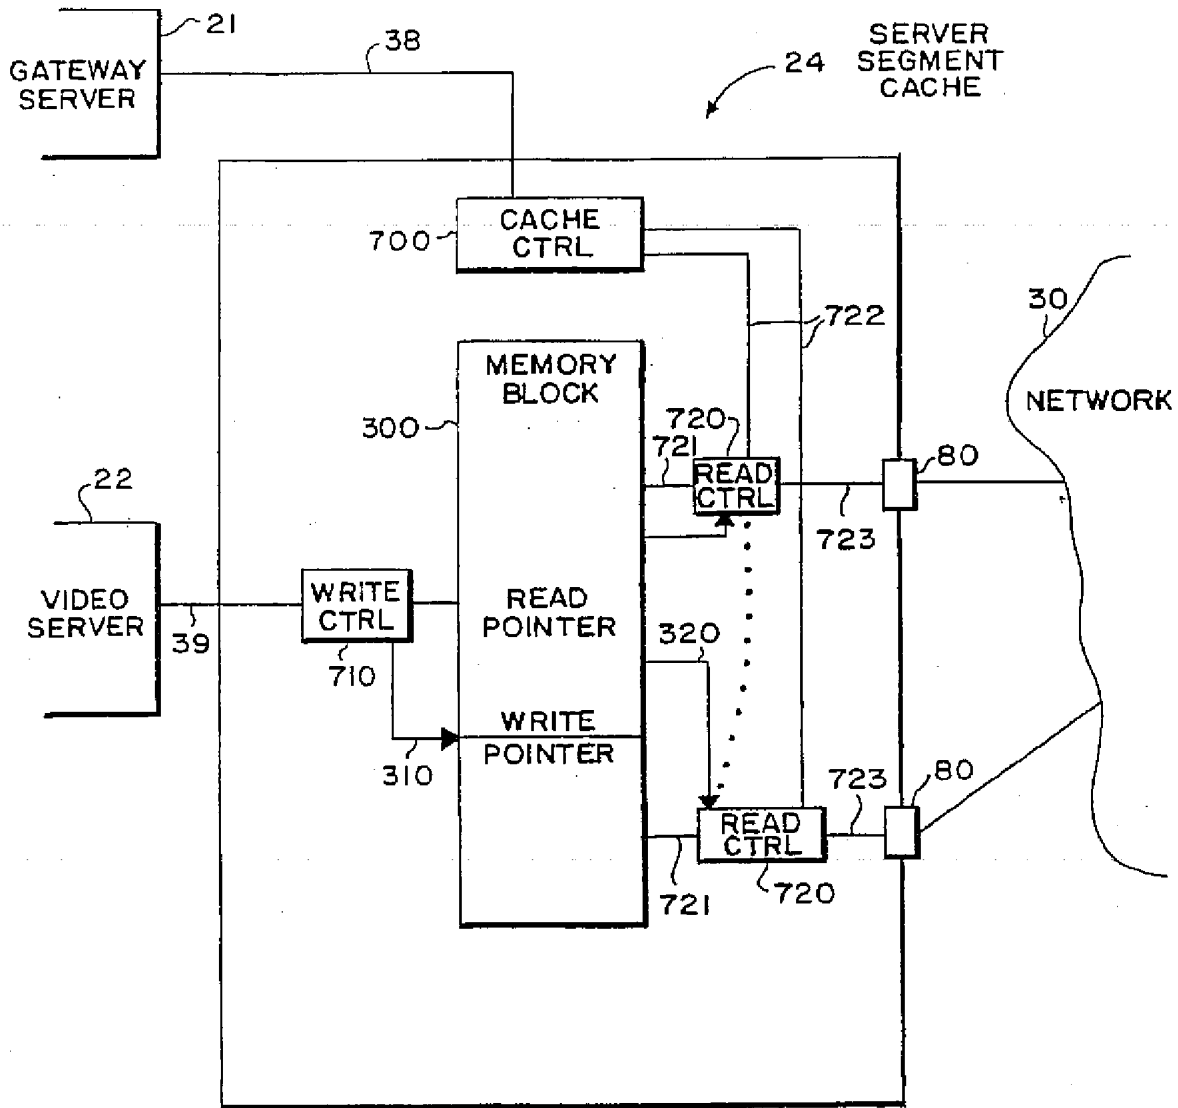 21
GATEWAY
SERVER
38
24
SERVER
SEGMENT
CACHE
700
CACHE
CTRL
722
30
NETWORK
MEMORY
BLOCK
300
720
721
READ
CTRL
80
723
22
VIDEO
SERVER
39
WRITE
CTRL
710
READ
POINTER
320
WRITE
POINTER
310
723
80
READ
CTRL
721
720